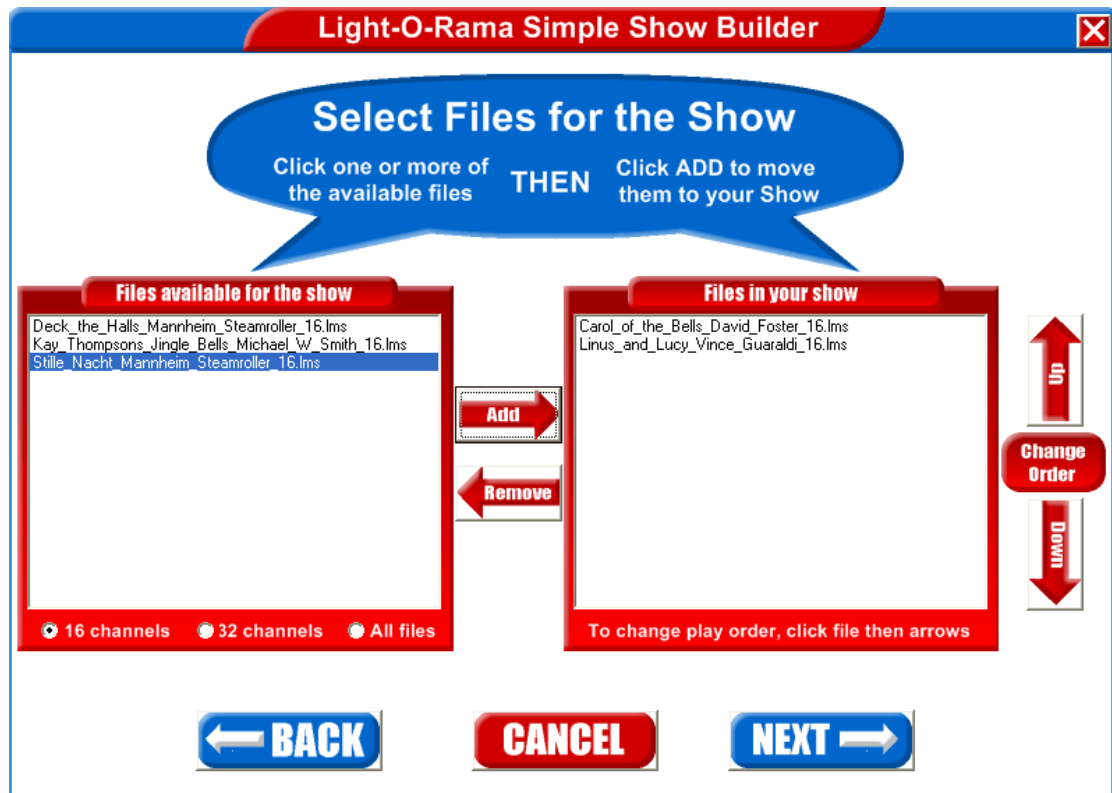 Light-O-Rama Simple Show Builder
Select Files for the Show
Click one or more of
the available files
THEN
Click ADD to move
them to your Show
Files available for the show
Deck_the_Halls_Mannheim_Steamroller_16.lms
Kay_Thompsons_Jingle_Bells_Michael_W_Smith_16.lms
Stille_Nacht_Mannheim_Steamroller_16.lms
16 channels
32 channels
All files
Add
Remove
Files in your show
Carol_of_the_Bells_David_Foster_16.lms
Linus_and_Lucy_Vince_Guaraldi_16.lms
To change play order, click file then arrows
Up
Change
Order
Down
BACK
CANCEL
NEXT